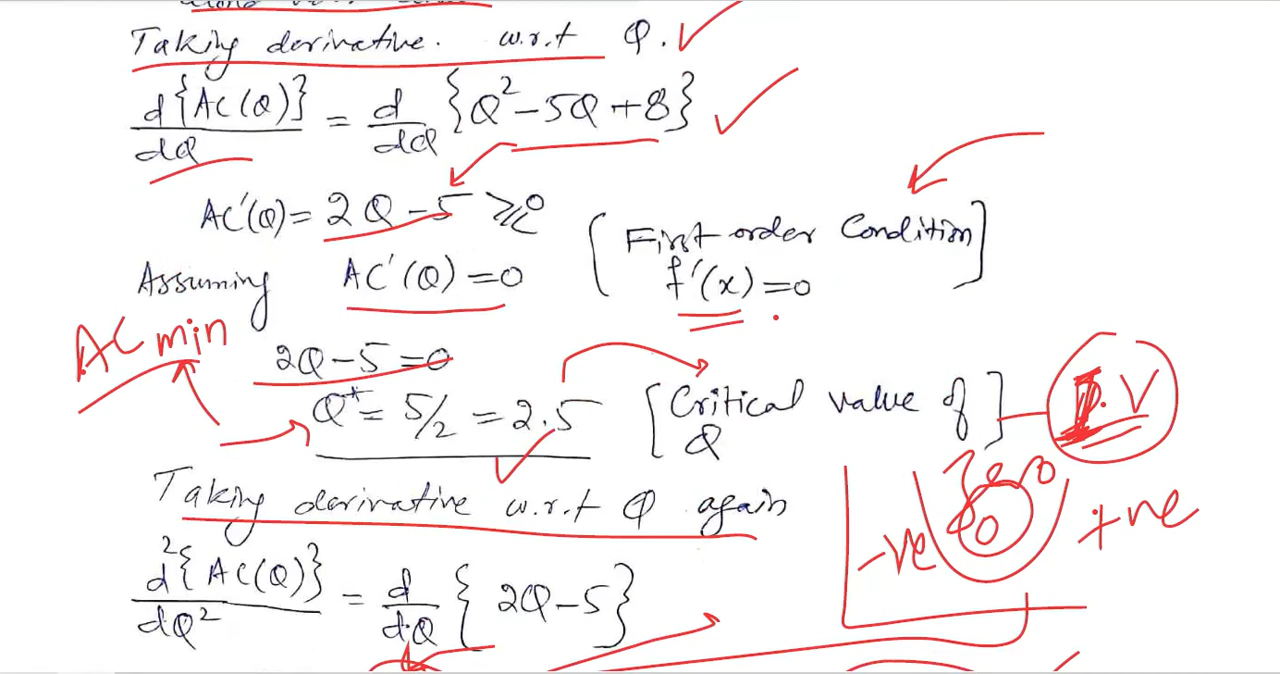 Taking derivative. w.r.t Q.
d{AC(Q)}/dQ = d/dQ {Q² - 5Q + 8}
AC'(Q) = 2Q - 5 ⋛ 0
[First order Condition]
Assuming AC'(Q) = 0
f'(x) = 0
AC min
2Q - 5 = 0
Q* = 5/2 = 2.5
[Critical value of Q]
D.V
Taking derivative w.r.t Q again
Zero
0
-ve
+ve
d²{AC(Q)}/dQ² = d/dQ {2Q - 5}